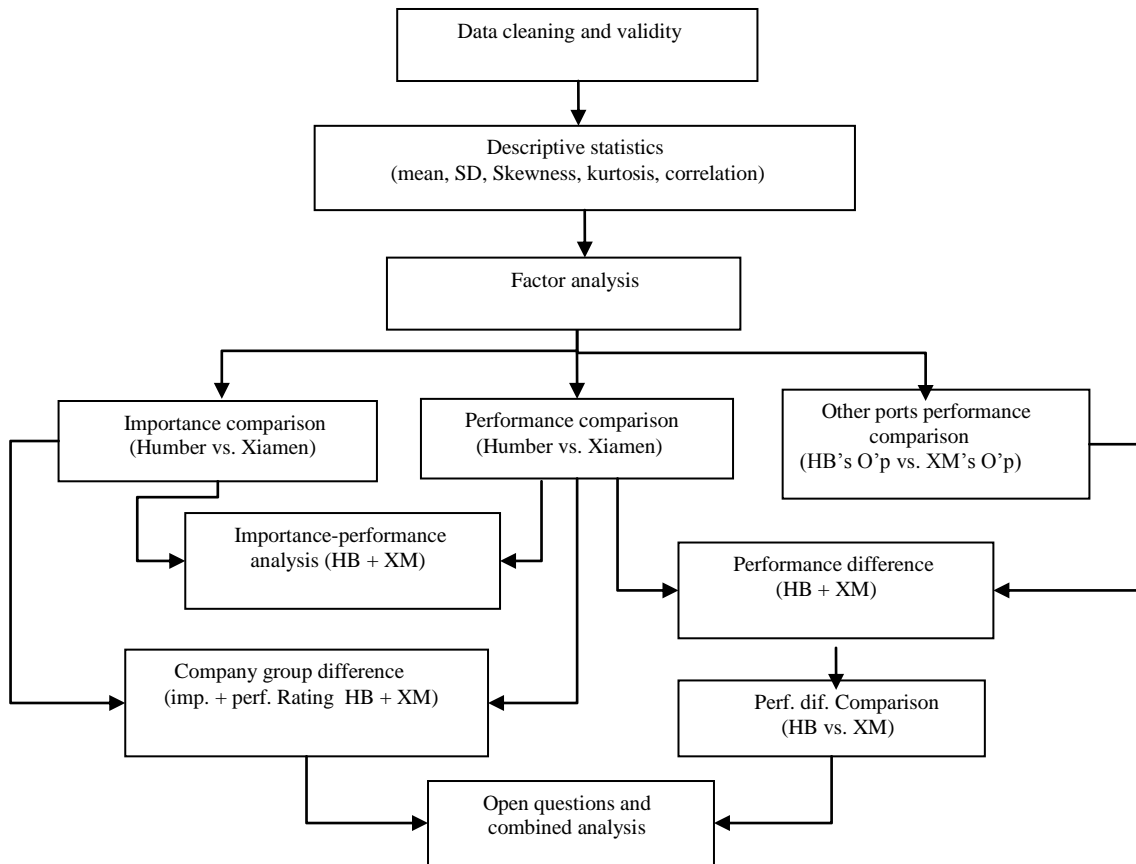 Data cleaning and validity
Descriptive statistics
(mean, SD, Skewness, kurtosis, correlation)
Factor analysis
Importance comparison
(Humber vs. Xiamen)
Performance comparison
(Humber vs. Xiamen)
Other ports performance
comparison
(HB's O'p vs. XM's O'p)
Importance-performance
analysis (HB + XM)
Performance difference
(HB + XM)
Company group difference
(imp. + perf. Rating  HB + XM)
Perf. dif. Comparison
(HB vs. XM)
Open questions and
combined analysis